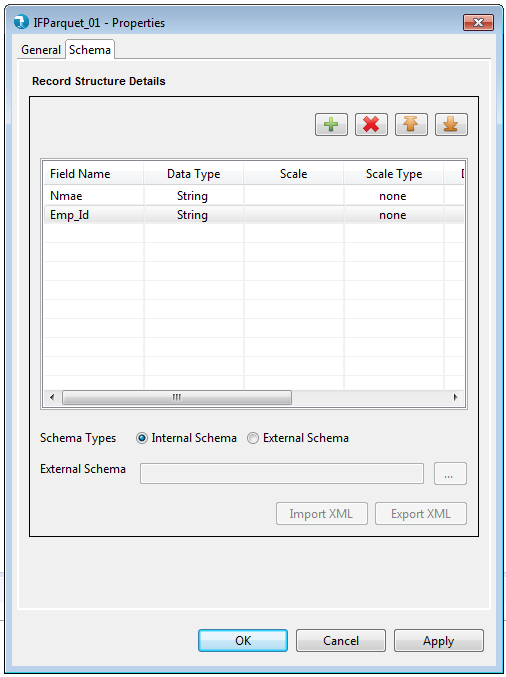 IFParquet_01 - Properties
General Schema
Record Structure Details
Field Name Data Type Scale Scale Type
Nmae String none
Emp_Id String none
Schema Types Internal Schema External Schema
External Schema ...
Import XML Export XML
OK Cancel Apply